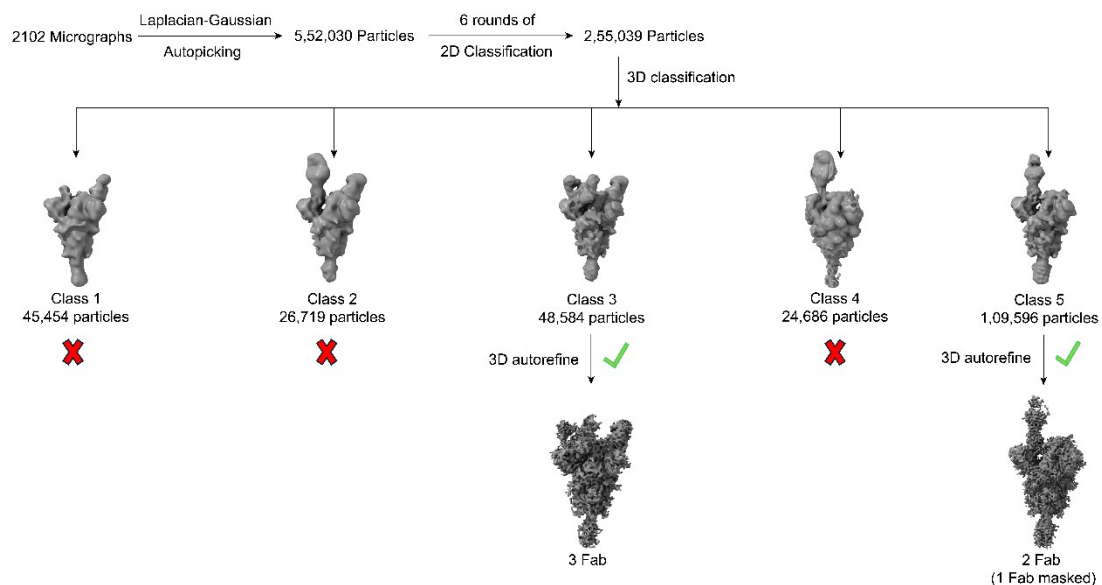 2102 Micrographs
Laplacian-Gaussian
Autopicking
5,52,030 Particles
6 rounds of
2D Classification
2,55,039 Particles
3D classification
Class 1
45,454 particles
Class 2
26,719 particles
Class 3
48,584 particles
Class 4
24,686 particles
Class 5
1,09,596 particles
3D autorefine
3D autorefine
3 Fab
2 Fab
(1 Fab masked)